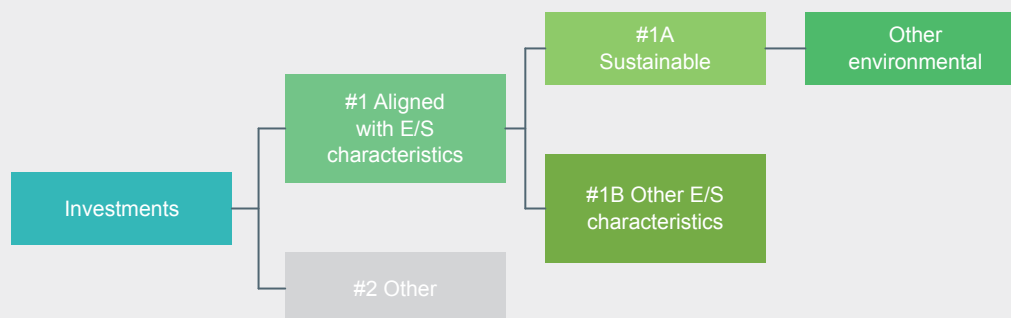 #1A
Sustainable
Other
environmental
#1 Aligned
with E/S
characteristics
Investments
#1B Other E/S
characteristics
#2 Other